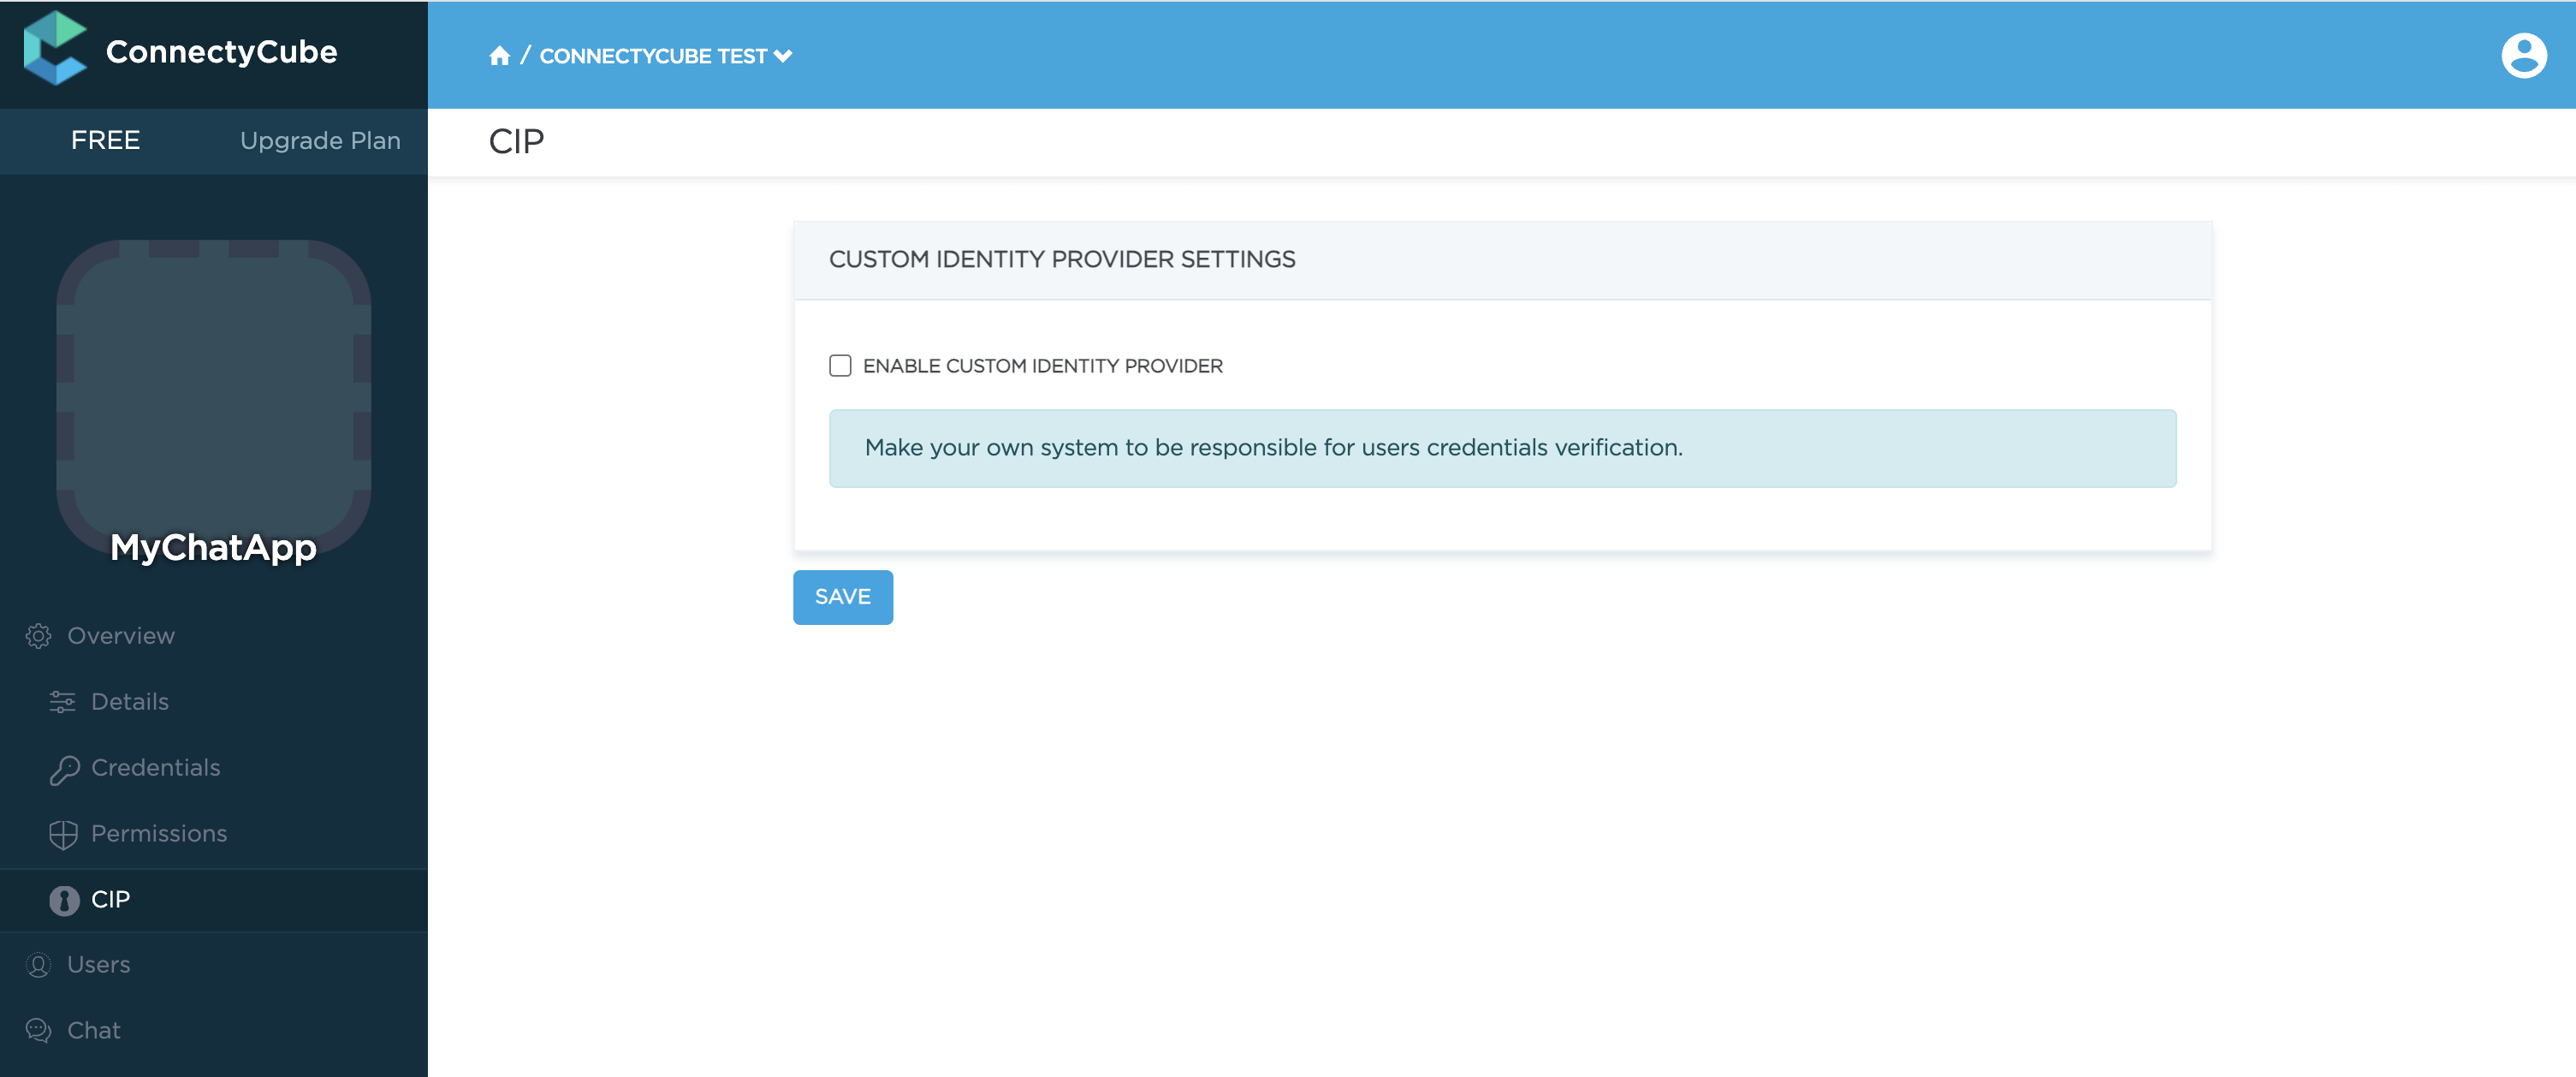 ConnectyCube
/ CONNECTYCUBE TEST
FREE Upgrade Plan
CIP
CUSTOM IDENTITY PROVIDER SETTINGS
ENABLE CUSTOM IDENTITY PROVIDER
Make your own system to be responsible for users credentials verification.
SAVE
MyChatApp
Overview
Details
Credentials
Permissions
CIP
Users
Chat